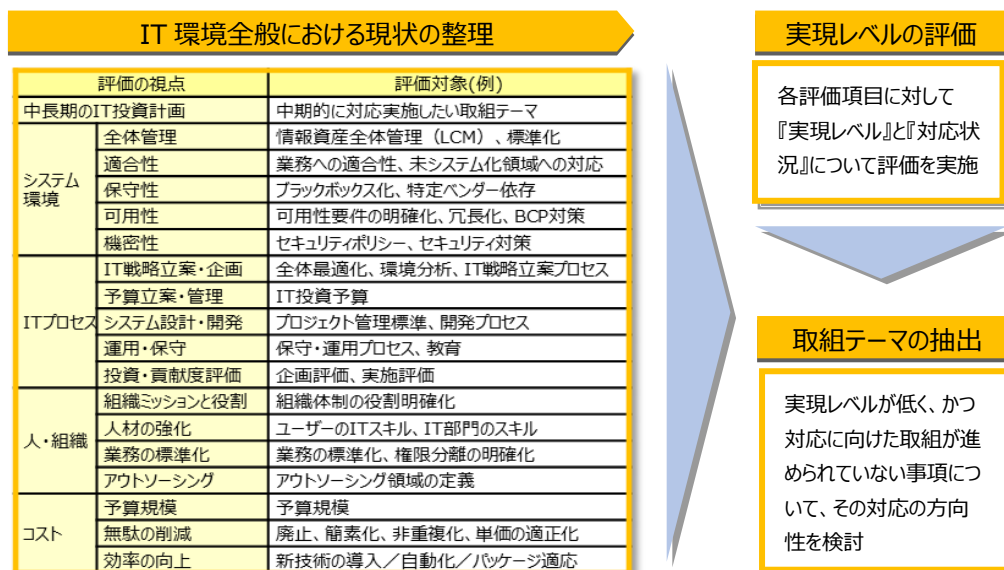 IT 環境全般における現状の整理
評価の視点 評価対象(例)
中長期のIT投資計画 中期的に対応実施したい取組テーマ
システム環境
全体管理 情報資産全体管理（LCM）、標準化
適合性 業務への適合性、未システム化領域への対応
保守性 ブラックボックス化、特定ベンダー依存
可用性 可用性要件の明確化、冗長化、BCP対策
機密性 セキュリティポリシー、セキュリティ対策
ITプロセス
IT戦略立案・企画 全体最適化、環境分析、IT戦略立案プロセス
予算立案・管理 IT投資予算
システム設計・開発 プロジェクト管理標準、開発プロセス
運用・保守 保守・運用プロセス、教育
投資・貢献度評価 企画評価、実施評価
人・組織
組織ミッションと役割 組織体制の役割明確化
人材の強化 ユーザーのITスキル、IT部門のスキル
業務の標準化 業務の標準化、権限分離の明確化
アウトソーシング アウトソーシング領域の定義
コスト
予算規模 予算規模
無駄の削減 廃止、簡素化、非重複化、単価の適正化
効率の向上 新技術の導入／自動化／パッケージ適応
実現レベルの評価
各評価項目に対して
『実現レベル』と『対応状
況』について評価を実施
取組テーマの抽出
実現レベルが低く、かつ
対応に向けた取組が進
められていない事項につ
いて、その対応の方向
性を検討